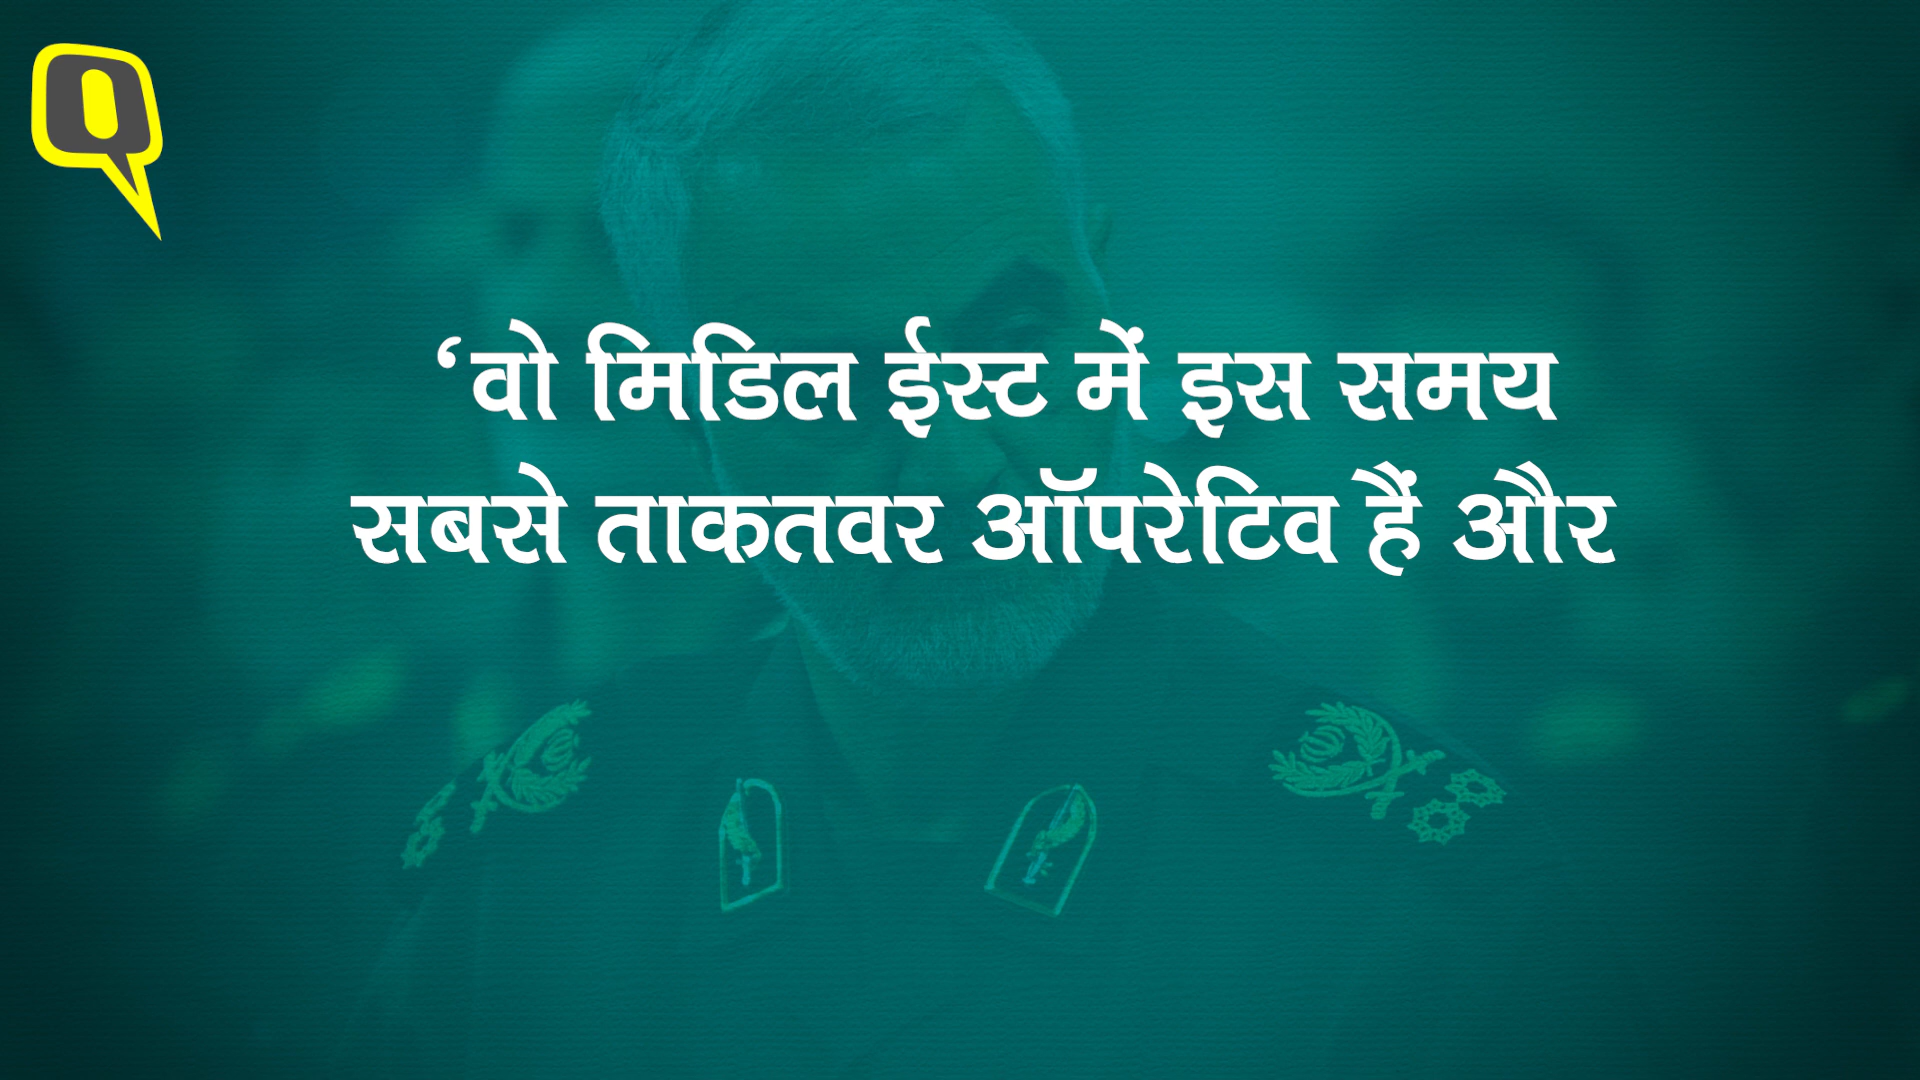 ‘वो मिडिल ईस्ट में इस समय
सबसे ताकतवर ऑपरेटिव हैं और